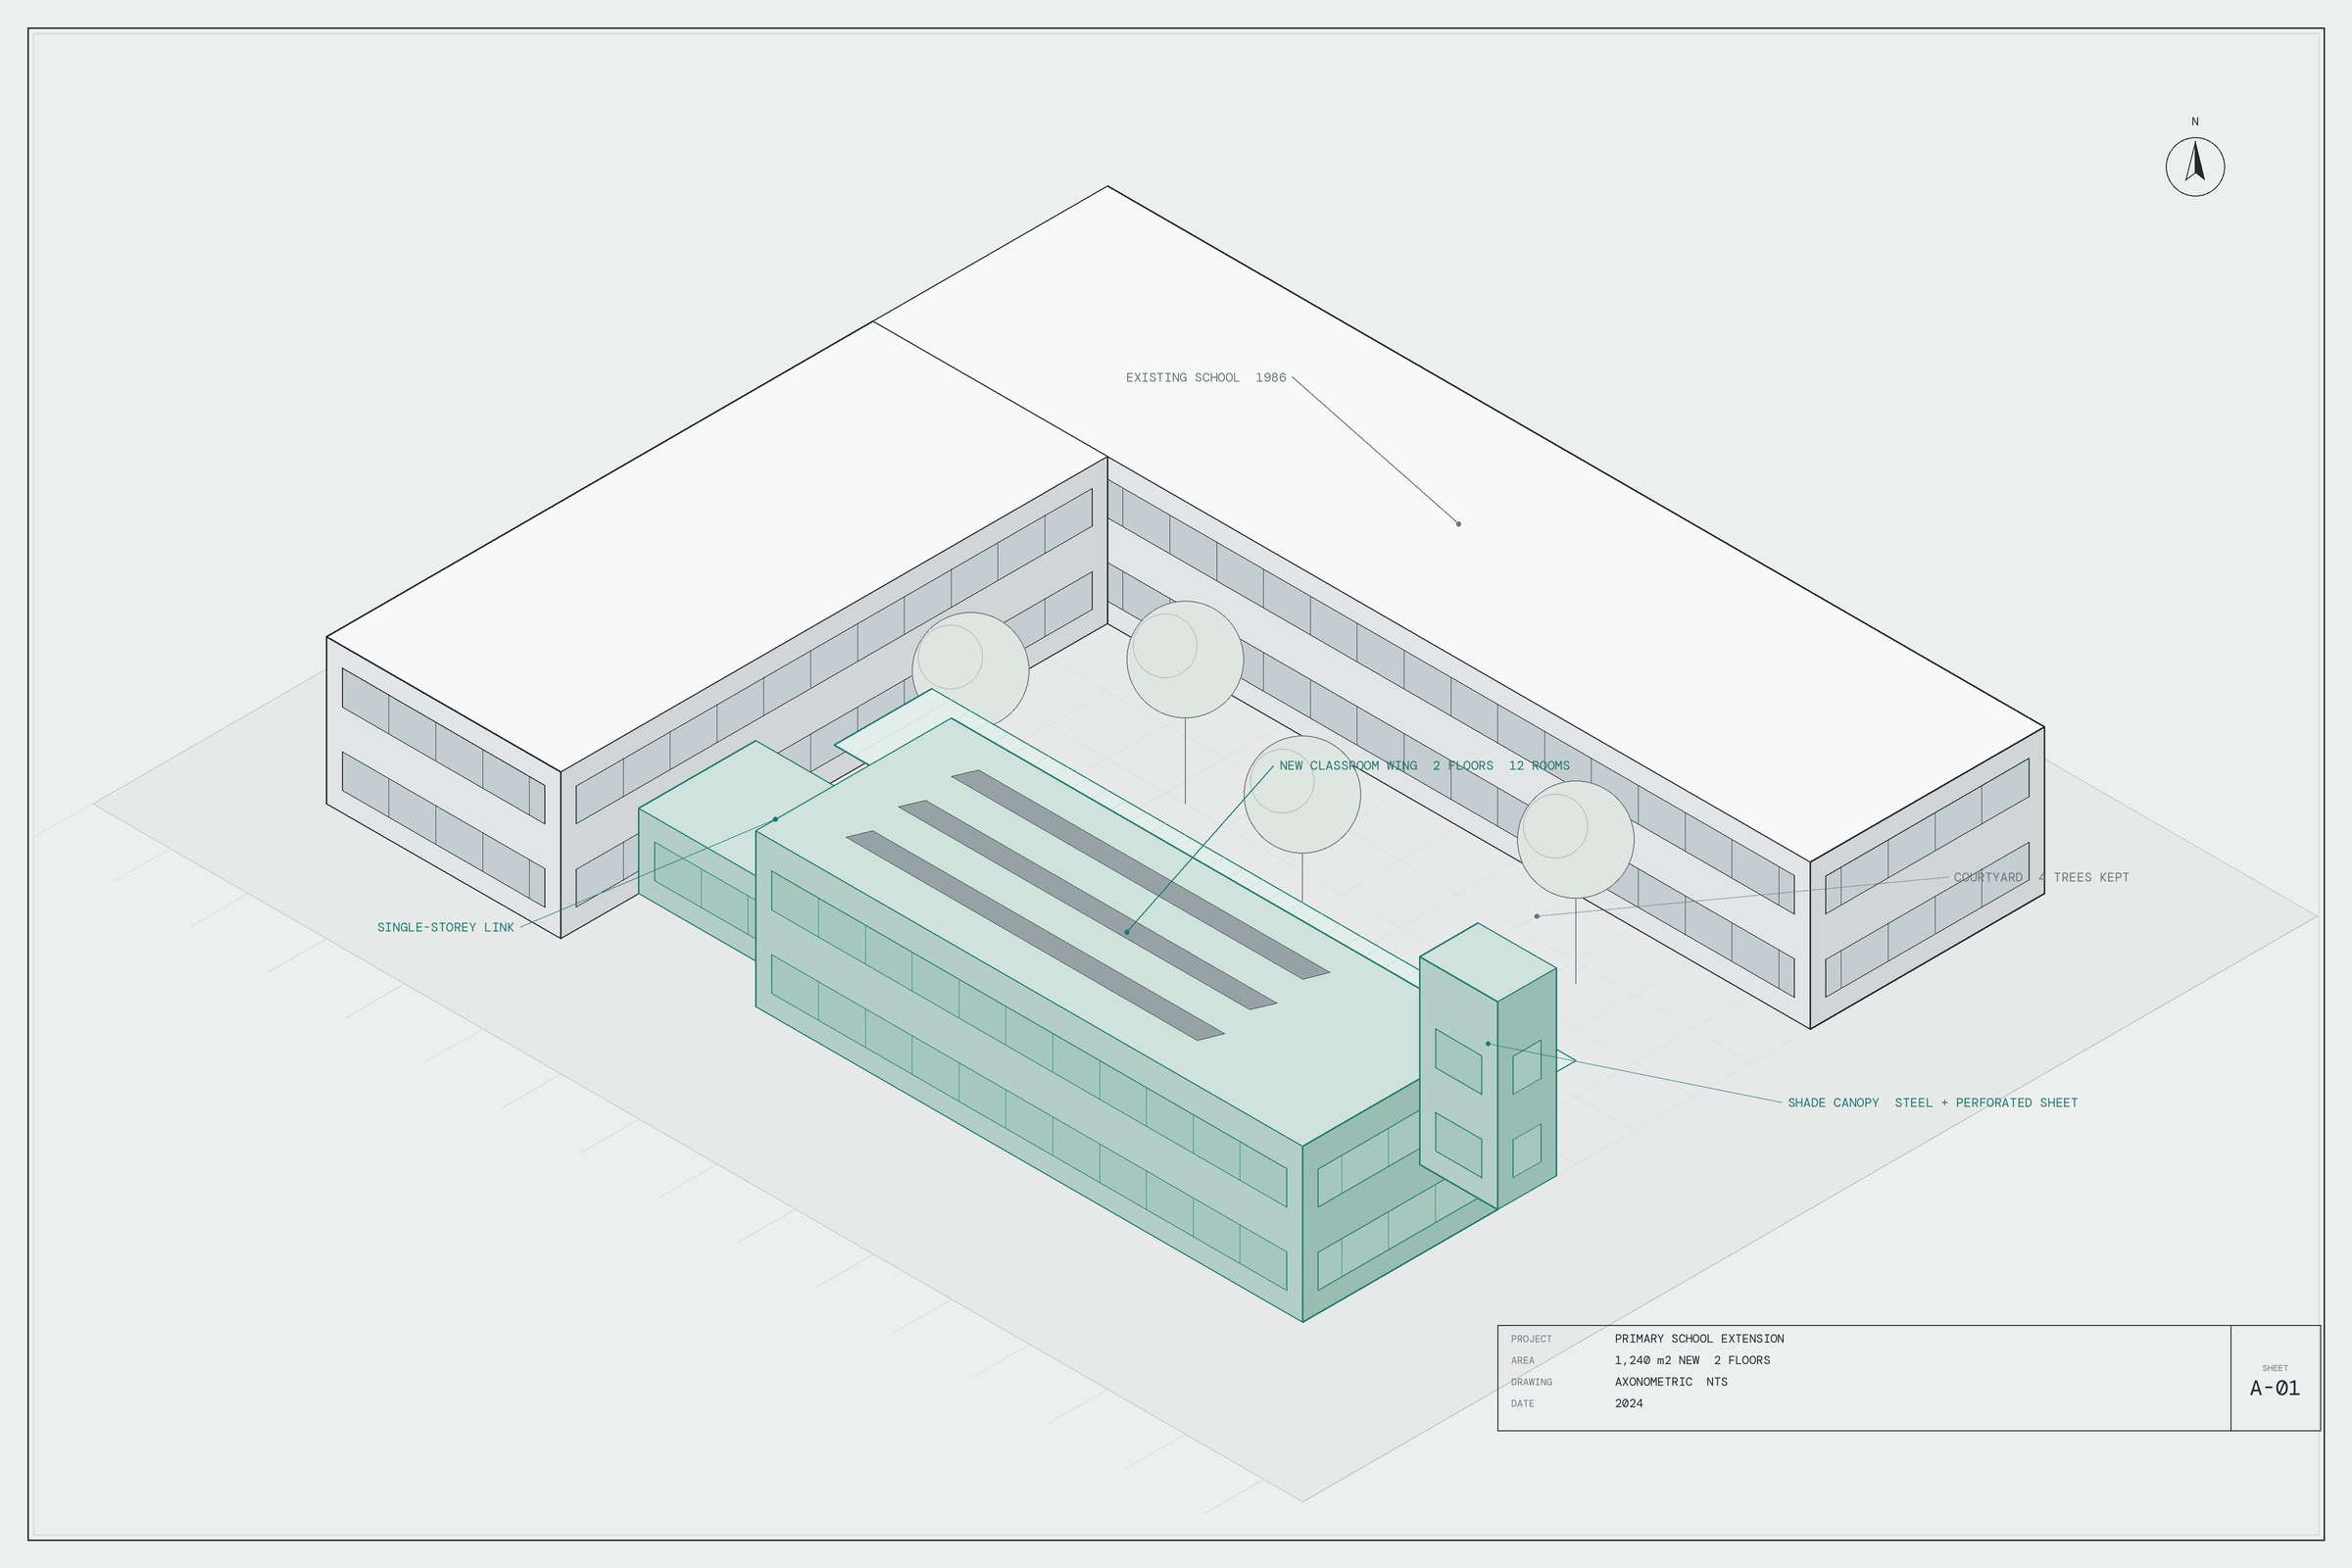 N
EXISTING SCHOOL  1986
NEW CLASSROOM WING  2 FLOORS  12 ROOMS
COURTYARD  4 TREES KEPT
SINGLE-STOREY LINK
SHADE CANOPY  STEEL + PERFORATED SHEET
PROJECT  PRIMARY SCHOOL EXTENSION
AREA  1,240 m2 NEW  2 FLOORS
DRAWING  AXONOMETRIC  NTS
DATE  2024
SHEET
A-01